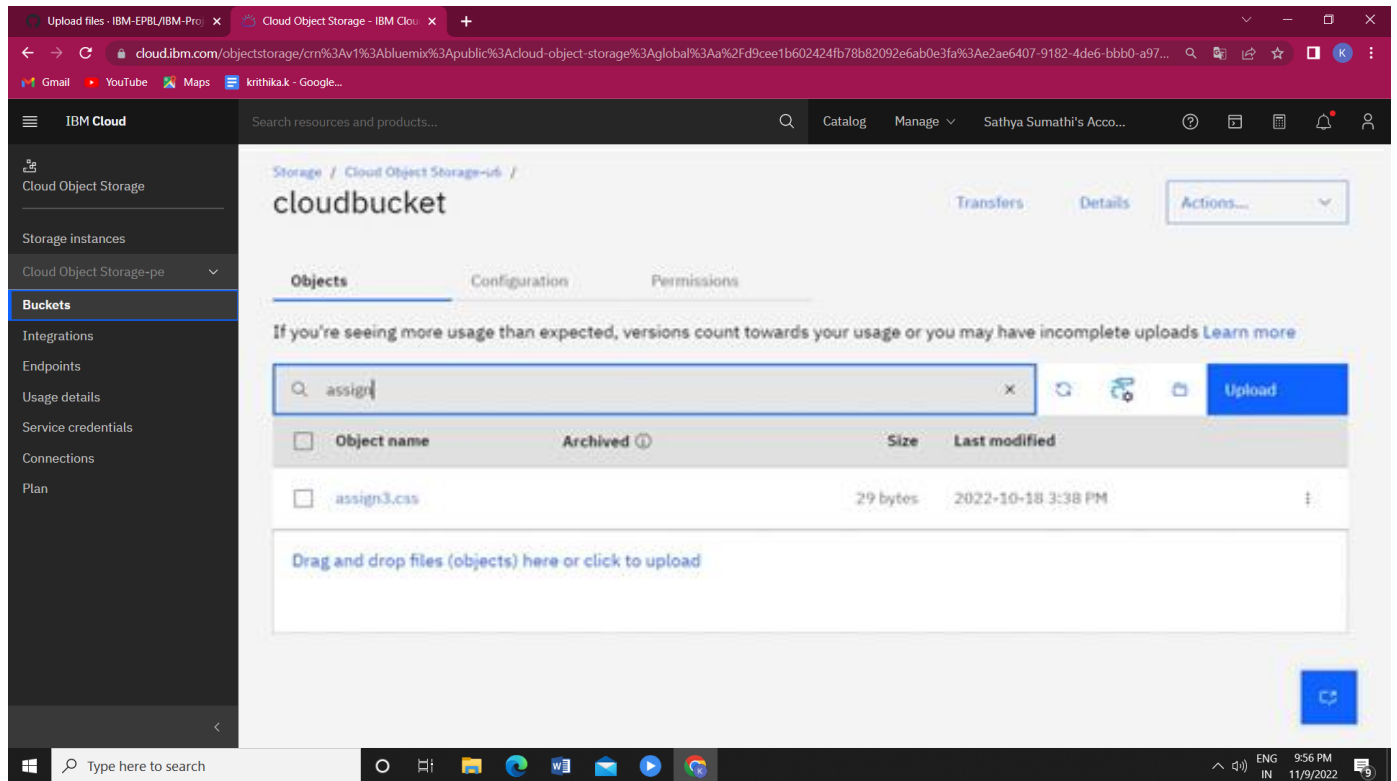 Upload files · IBM-EPBL/IBM-Proj
Cloud Object Storage - IBM Clou
cloud.ibm.com/objectstorage/crn%3Av1%3Abluemix%3Apublic%3Acloud-object-storage%3Aglobal%3Aa%2Fd9cee1b602424fb78b82092e6ab0e3fa%3Ae2ae6407-9182-4de6-bbb0-a97...
K
Gmail YouTube Maps krithika.k - Google...
IBM Cloud
Search resources and products...
Catalog Manage Sathya Sumathi's Acco...
Cloud Object Storage
Storage instances
Cloud Object Storage-pe
Buckets
Integrations
Endpoints
Usage details
Service credentials
Connections
Plan
Storage / Cloud Object Storage-u6 /
cloudbucket
Transfers Details Actions...
Objects Configuration Permissions
If you're seeing more usage than expected, versions count towards your usage or you may have incomplete uploads Learn more
assign
Upload
Object name Archived Size Last modified
assign3.css 29 bytes 2022-10-18 3:38 PM
Drag and drop files (objects) here or click to upload
Type here to search
ENG 9:56 PM
IN 11/9/2022
9